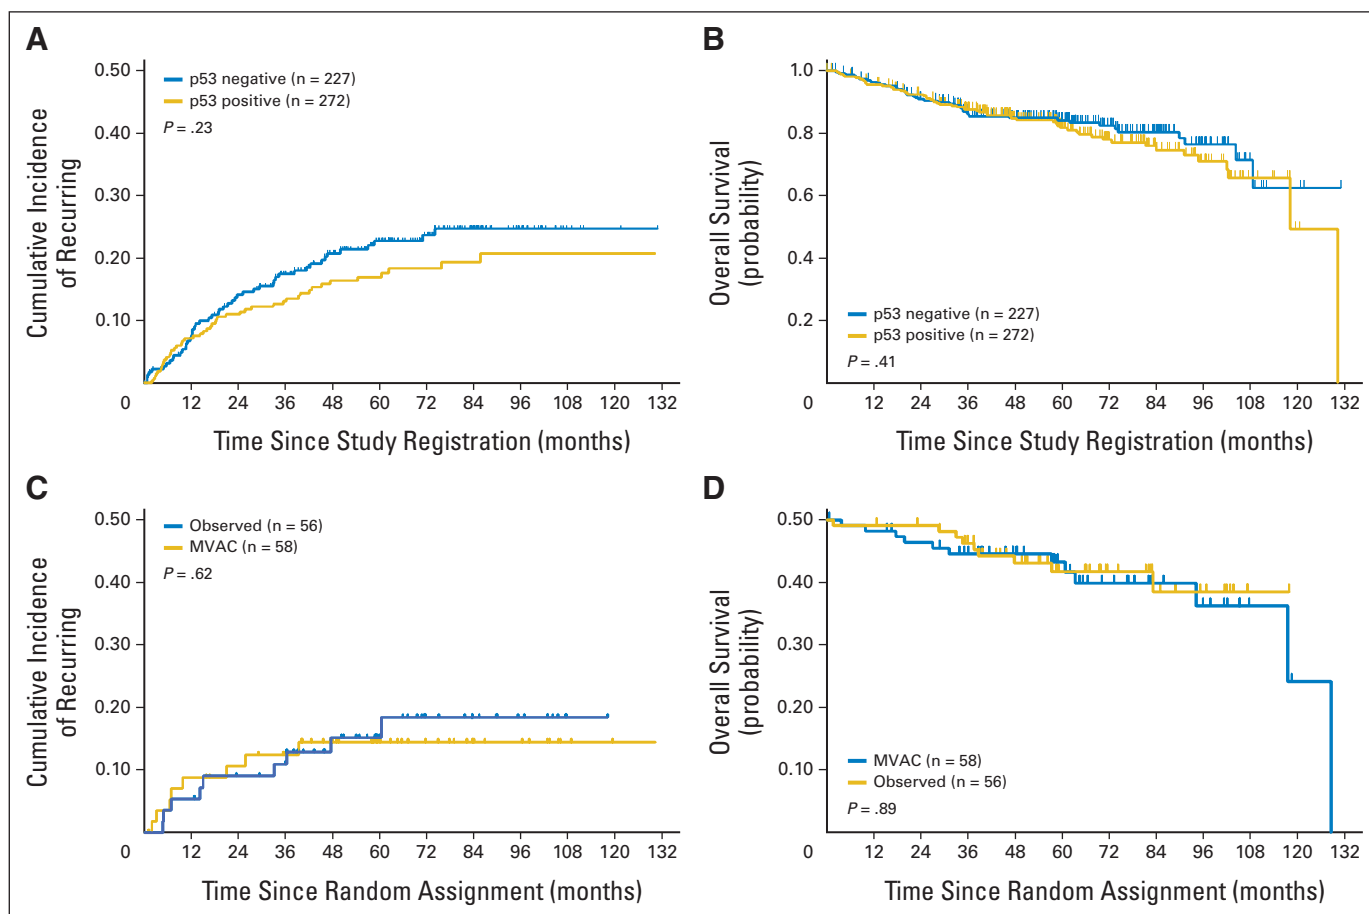 A
Cumulative Incidence
of Recurring
0.50
0.40
0.30
0.20
0.10
p53 negative (n = 227)
p53 positive (n = 272)
P = .23
0 12 24 36 48 60 72 84 96 108 120 132
Time Since Study Registration (months)
B
Overall Survival
(probability)
1.0
0.8
0.6
0.4
0.2
p53 negative (n = 227)
p53 positive (n = 272)
P = .41
0 12 24 36 48 60 72 84 96 108 120 132
Time Since Study Registration (months)
C
Cumulative Incidence
of Recurring
0.50
0.40
0.30
0.20
0.10
Observed (n = 56)
MVAC (n = 58)
P = .62
0 12 24 36 48 60 72 84 96 108 120 132
Time Since Random Assignment (months)
D
Overall Survival
(probability)
0.50
0.40
0.30
0.20
0.10
MVAC (n = 58)
Observed (n = 56)
P = .89
0 12 24 36 48 60 72 84 96 108 120 132
Time Since Random Assignment (months)